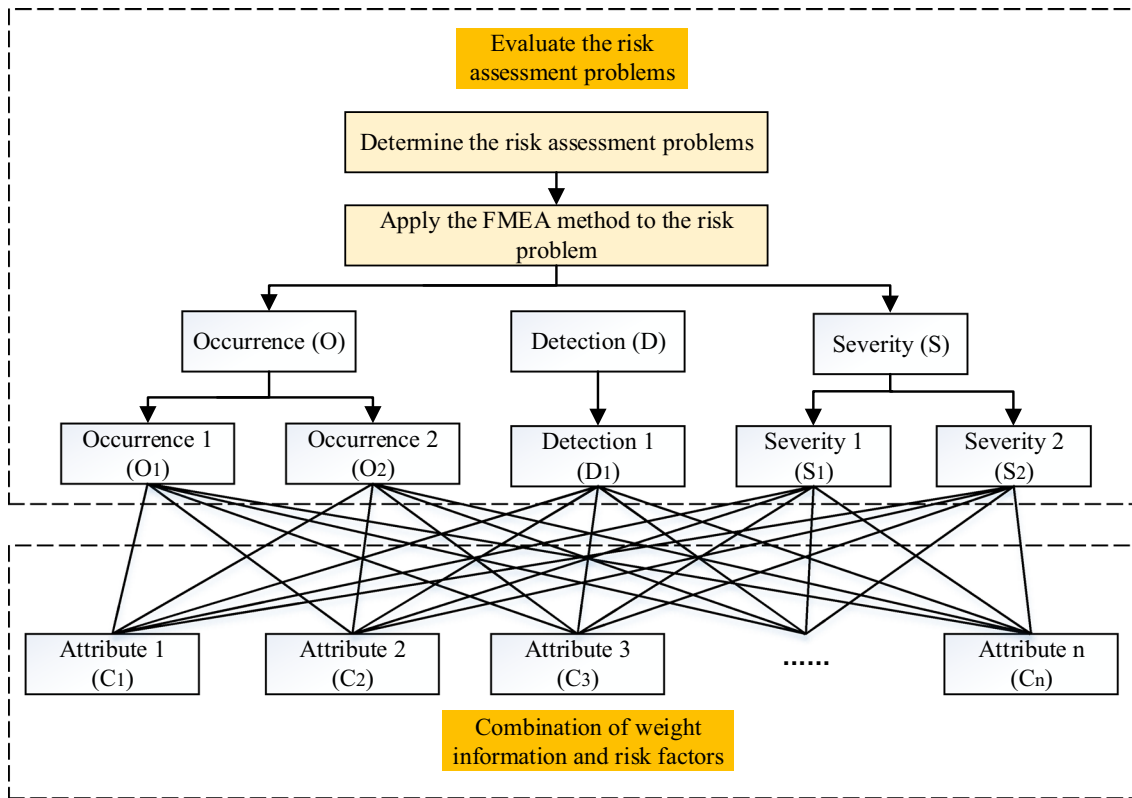 Evaluate the risk
assessment problems
Determine the risk assessment problems
Apply the FMEA method to the risk
problem
Occurrence (O)
Detection (D)
Severity (S)
Occurrence 1
(O1)
Occurrence 2
(O2)
Detection 1
(D1)
Severity 1
(S1)
Severity 2
(S2)
Attribute 1
(C1)
Attribute 2
(C2)
Attribute 3
(C3)
......
Attribute n
(Cn)
Combination of weight
information and risk factors